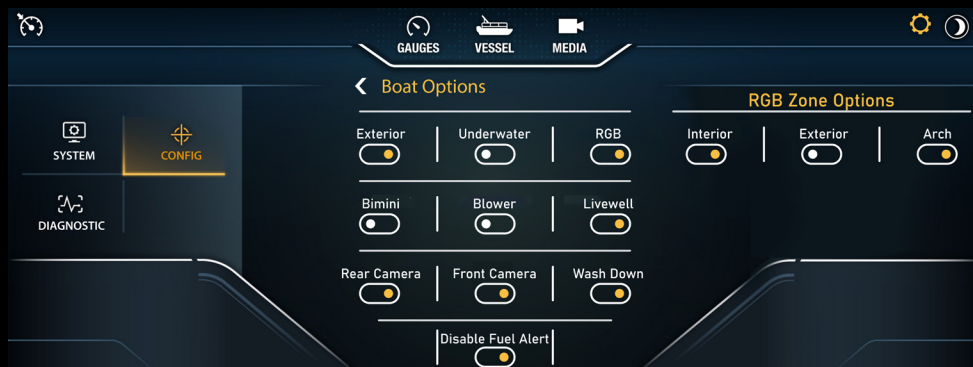 GAUGES VESSEL MEDIA
Boat Options
RGB Zone Options
Exterior Underwater RGB
Interior Exterior Arch
SYSTEM CONFIG
Bimini Blower Livewell
DIAGNOSTIC
Rear Camera Front Camera Wash Down
Disable Fuel Alert